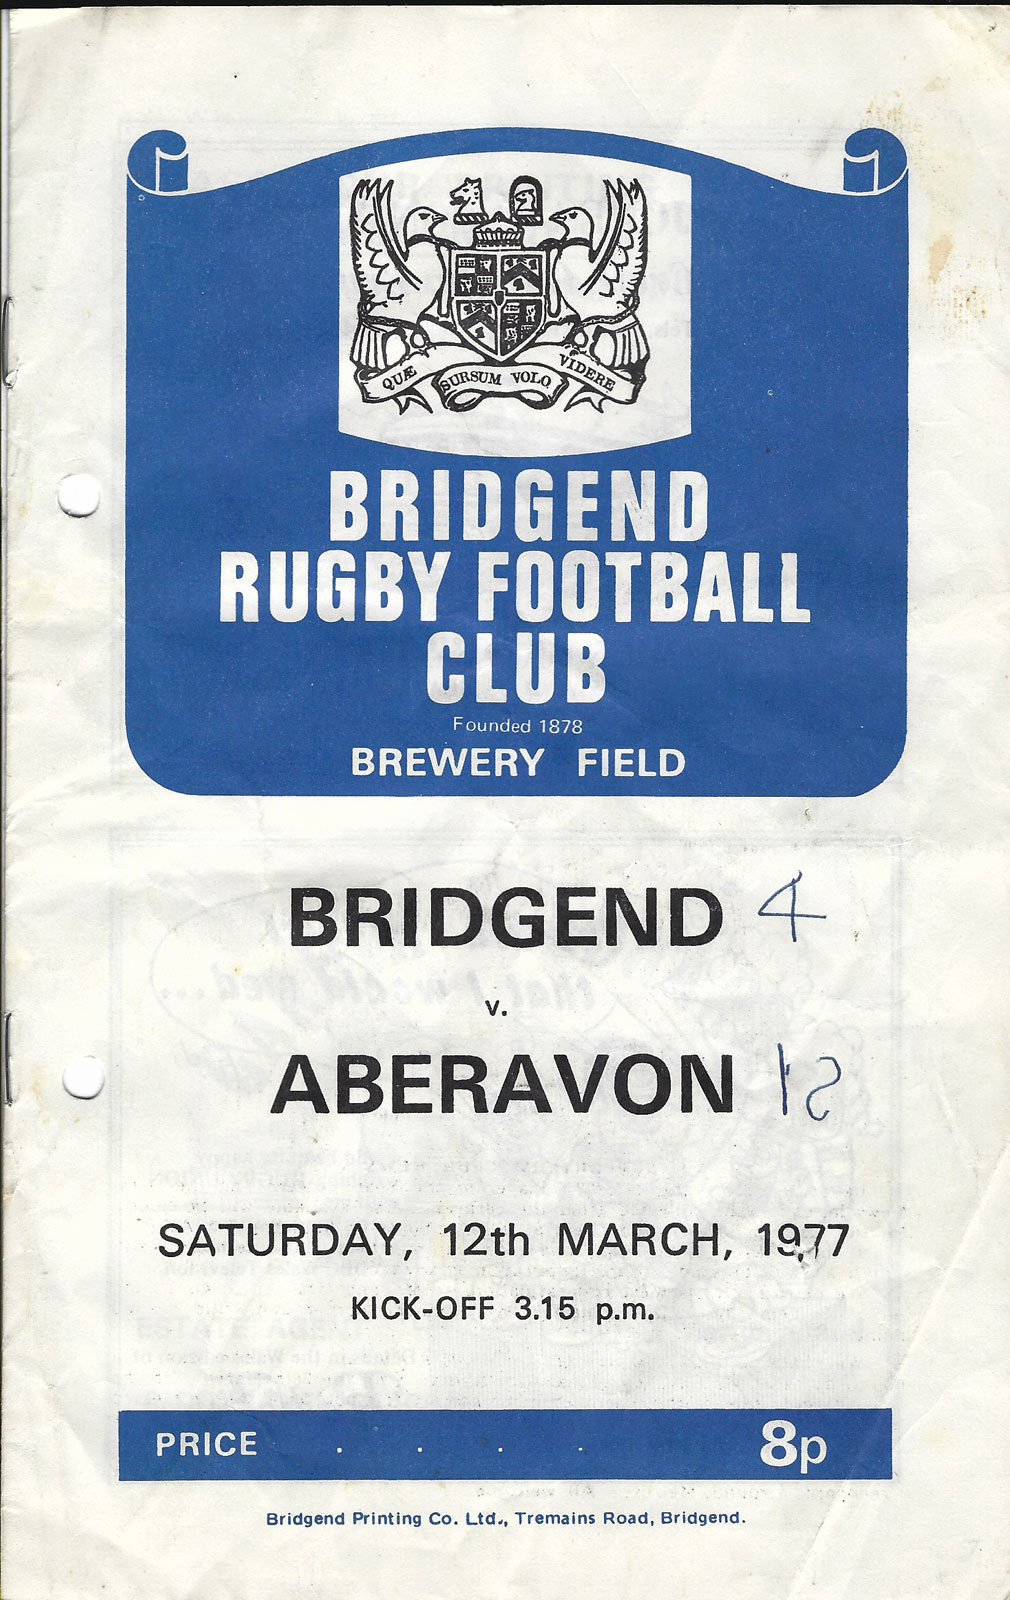 QUÆ SURSUM VOLO VIDERE
BRIDGEND
RUGBY FOOTBALL
CLUB
Founded 1878
BREWERY FIELD
BRIDGEND 4
v.
ABERAVON 12
SATURDAY, 12th MARCH, 1977
KICK-OFF 3.15 p.m.
PRICE . . . . 8p
Bridgend Printing Co. Ltd., Tremains Road, Bridgend.